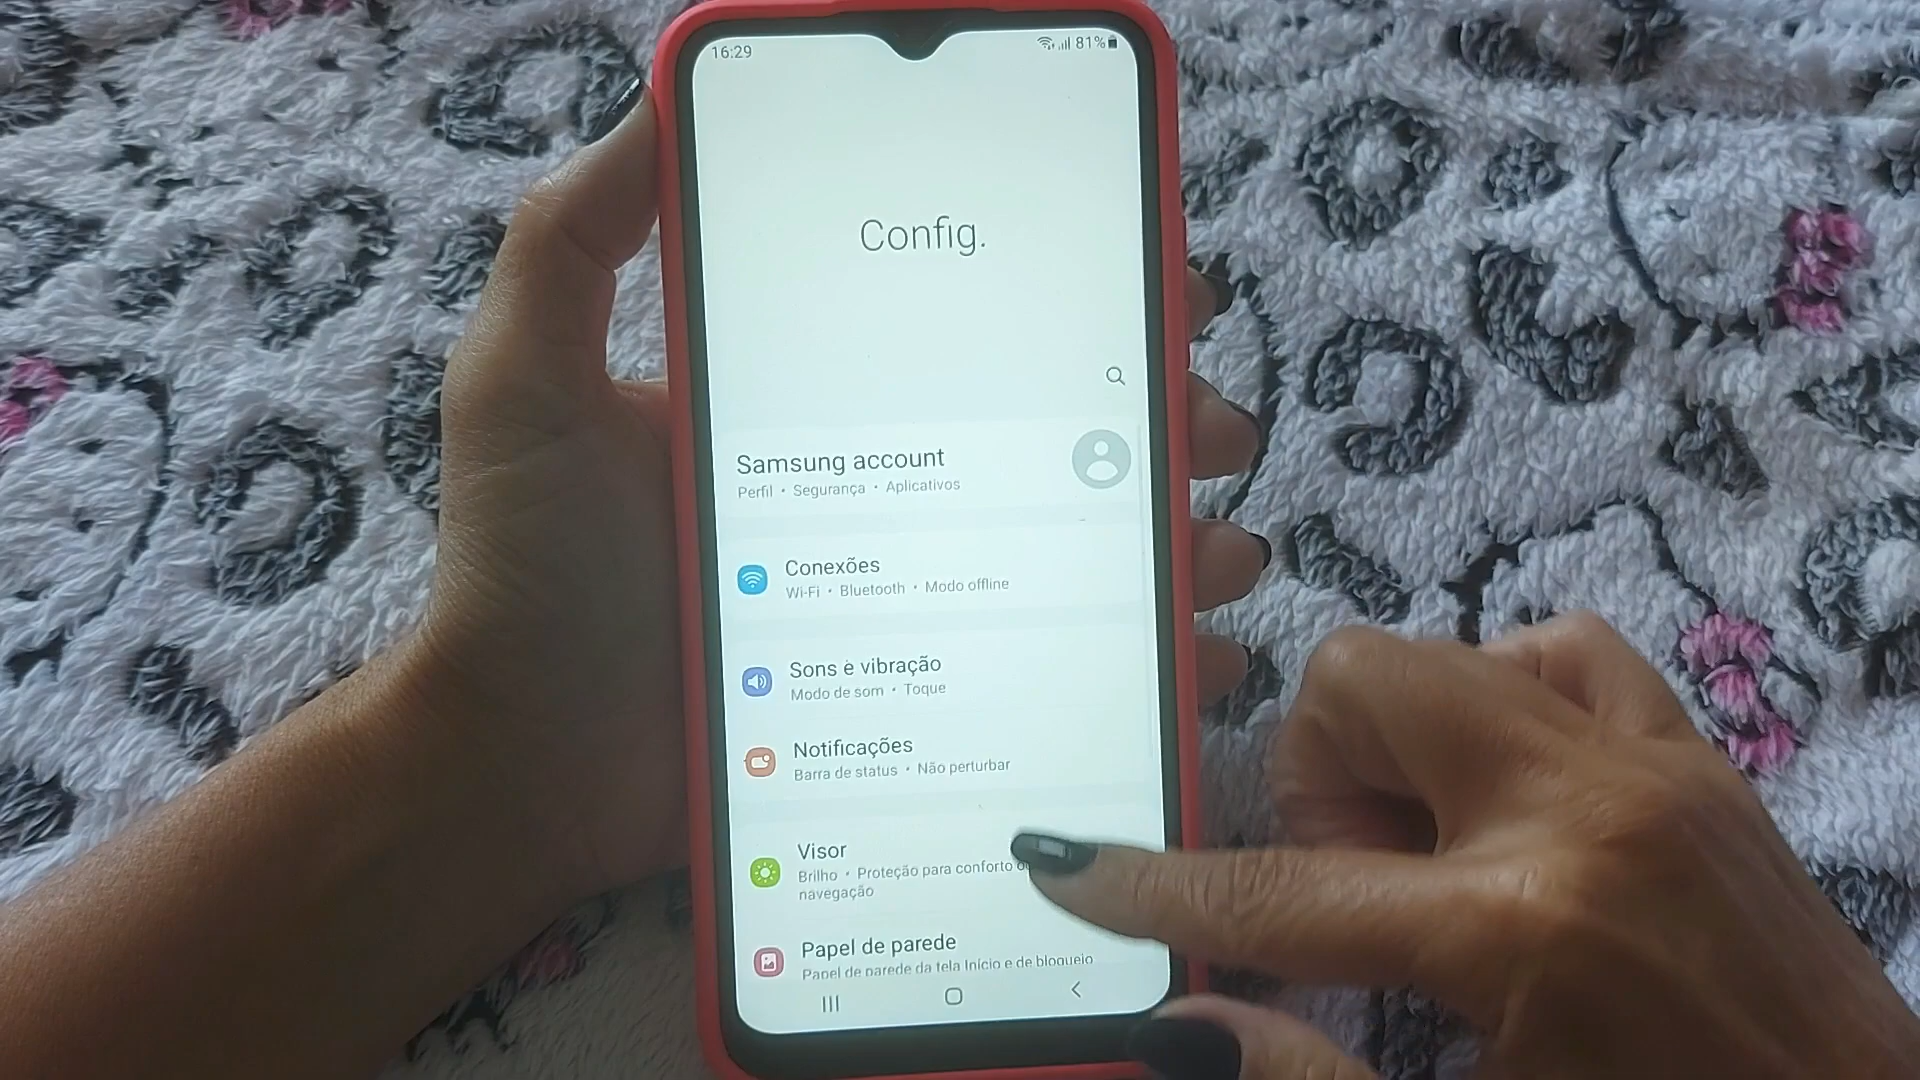 16:29
81%
Config.
Samsung account
Perfil • Segurança • Aplicativos
Conexões
Wi-Fi • Bluetooth • Modo offline
Sons e vibração
Modo de som • Toque
Notificações
Barra de status • Não perturbar
Visor
Brilho • Proteção para conforto
navegação
Papel de parede
Papel de parede da tela Início e de bloqueio